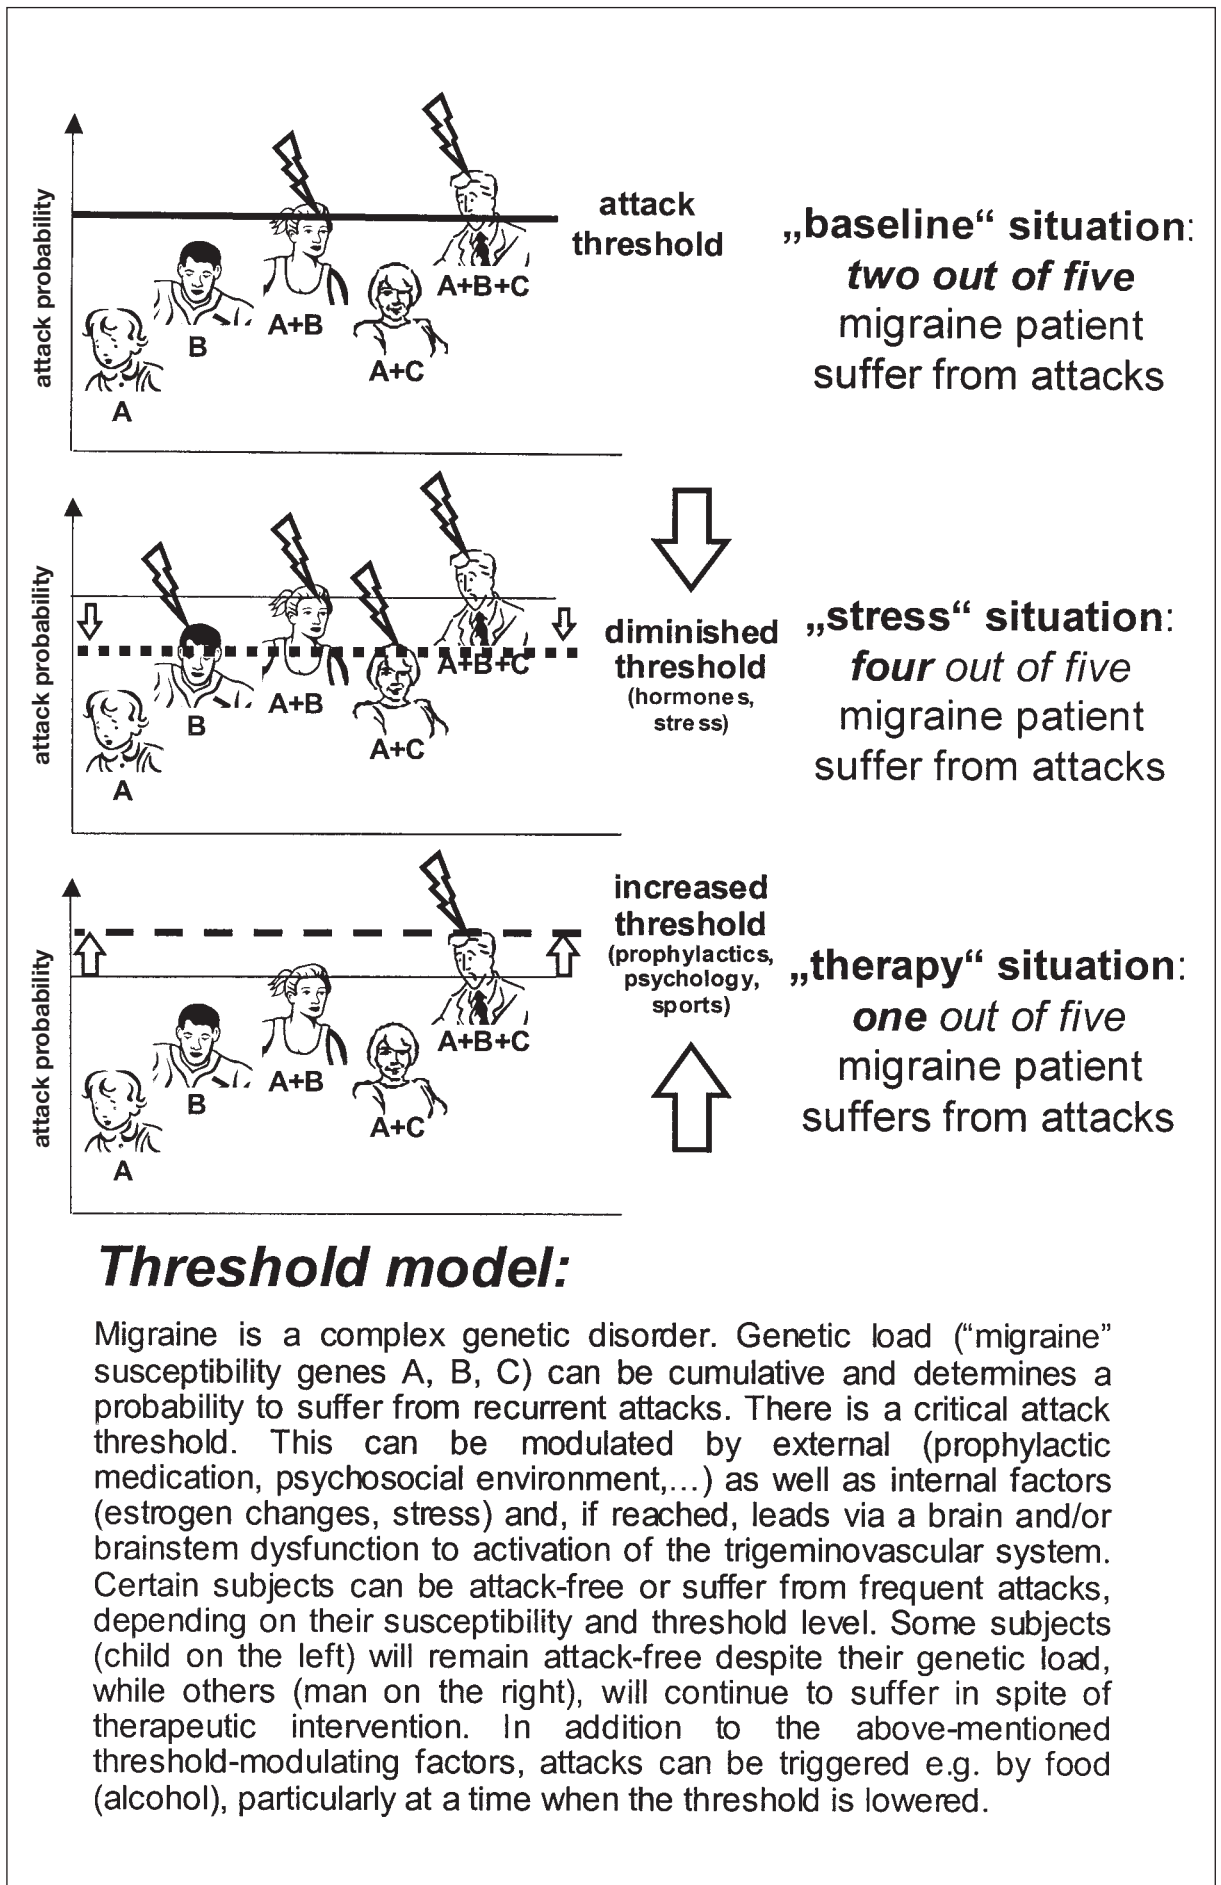 attack probability
A
B
A+B
A+C
A+B+C
attack
threshold
„baseline“ situation:
two out of five
migraine patient
suffer from attacks
attack probability
A
B
A+B
A+C
A+B+C
diminished
threshold
(hormones,
stress)
„stress“ situation:
four out of five
migraine patient
suffer from attacks
attack probability
A
B
A+B
A+C
A+B+C
increased
threshold
(prophylactics,
psychology,
sports)
„therapy“ situation:
one out of five
migraine patient
suffers from attacks
Threshold model:
Migraine is a complex genetic disorder. Genetic load (“migraine”
susceptibility genes A, B, C) can be cumulative and determines a
probability to suffer from recurrent attacks. There is a critical attack
threshold. This can be modulated by external (prophylactic
medication, psychosocial environment,...) as well as internal factors
(estrogen changes, stress) and, if reached, leads via a brain and/or
brainstem dysfunction to activation of the trigeminovascular system.
Certain subjects can be attack-free or suffer from frequent attacks,
depending on their susceptibility and threshold level. Some subjects
(child on the left) will remain attack-free despite their genetic load,
while others (man on the right), will continue to suffer in spite of
therapeutic intervention. In addition to the above-mentioned
threshold-modulating factors, attacks can be triggered e.g. by food
(alcohol), particularly at a time when the threshold is lowered.